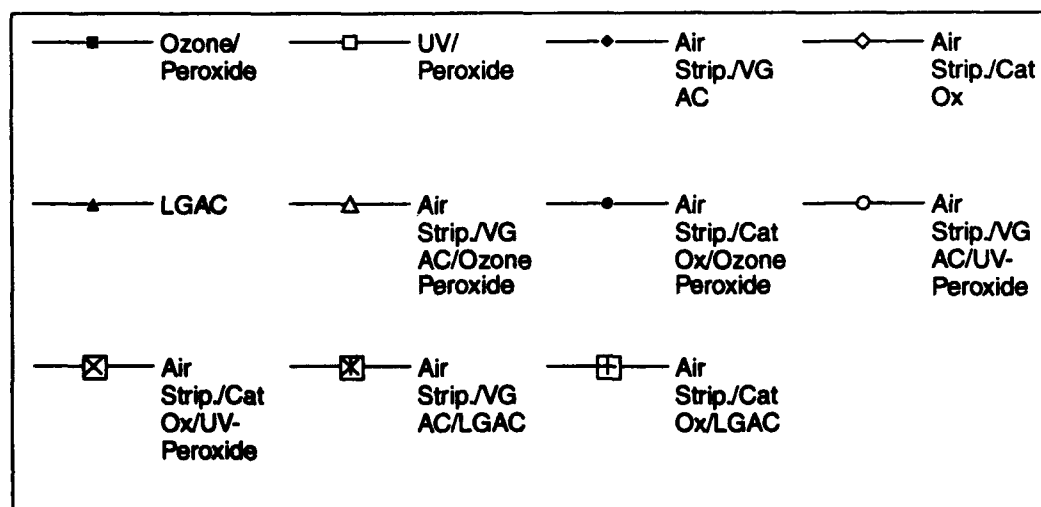 Ozone/
Peroxide
UV/
Peroxide
Air
Strip./VG
AC
Air
Strip./Cat
Ox
LGAC
Air
Strip./VG
AC/Ozone
Peroxide
Air
Strip./Cat
Ox/Ozone
Peroxide
Air
Strip./VG
AC/UV-
Peroxide
Air
Strip./Cat
Ox/UV-
Peroxide
Air
Strip./VG
AC/LGAC
Air
Strip./Cat
Ox/LGAC